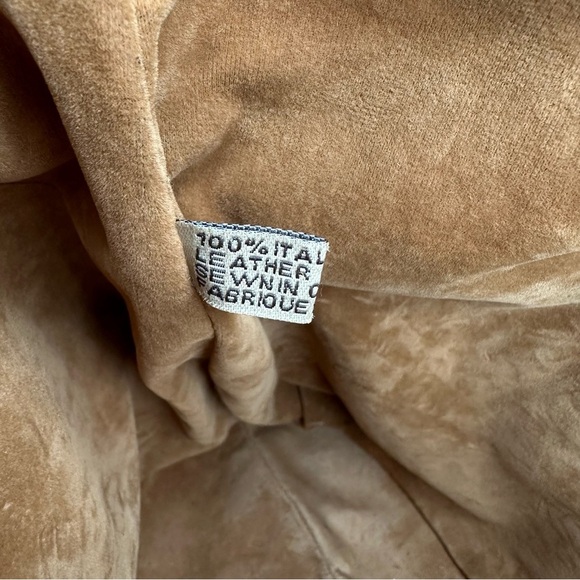 100% ITAL
LEATHER
SEWN IN C
FABRIQUE